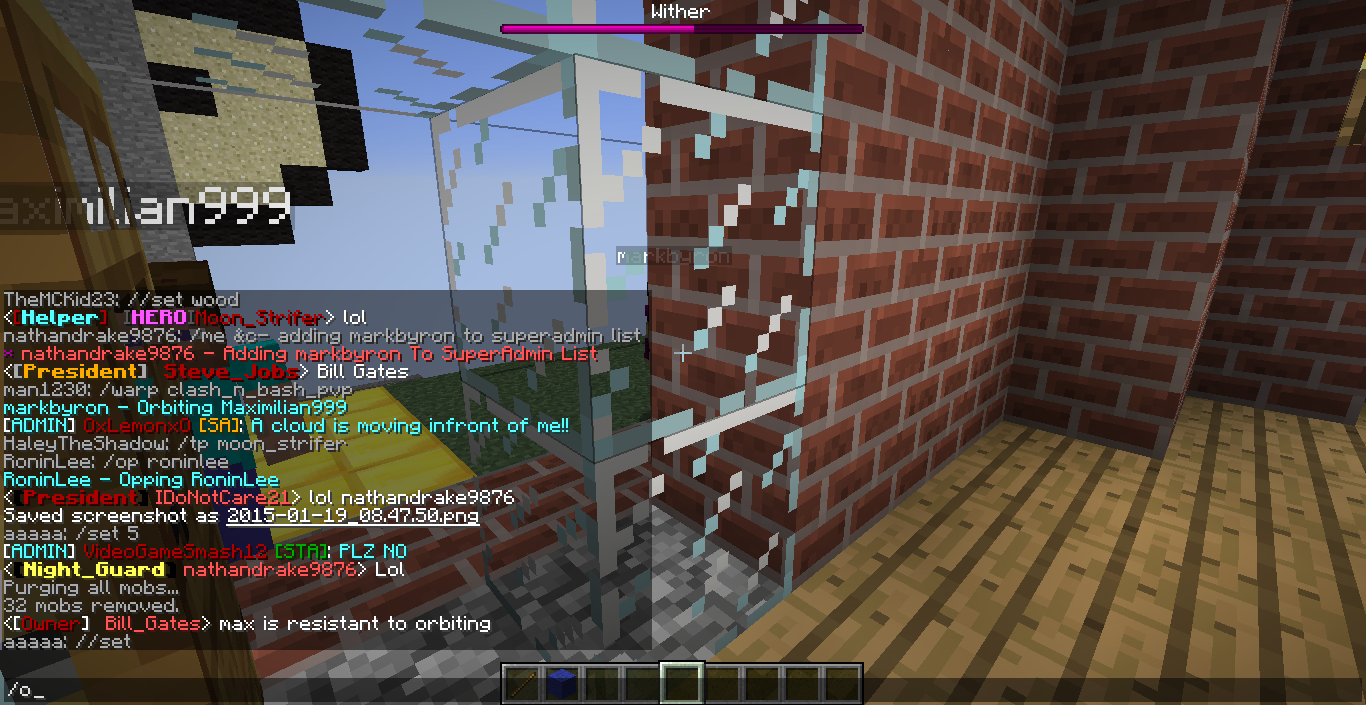 Wither
aximilian999
markbyron
TheMCKid23: //set wood
<[Helper] [HERO]Moon_Strifer> lol
nathandrake9876: /me &c- adding markbyron to superadmin list
* nathandrake9876 - Adding markbyron To SuperAdmin List
<[President] Steve_Jobs> Bill Gates
man1230: /warp clash_n_bash_pvp
markbyron - Orbiting Maximilian999
[ADMIN] 0xLemonx0 [SA]: A cloud is moving infront of me!!
HaleyTheShadow: /tp moon_strifer
RoninLee: /op roninlee
RoninLee - Opping RoninLee
< President  IDoNotCare21> lol nathandrake9876
Saved screenshot as 2015-01-19_08.47.50.png
aaaaa: /set 5
[ADMIN] VideoGameSmash12 [STA]: PLZ NO
< Night_Guard  nathandrake9876> Lol
Purging all mobs...
32 mobs removed.
<[Owner] Bill_Gates> max is resistant to orbiting
aaaaa: //set
/o_